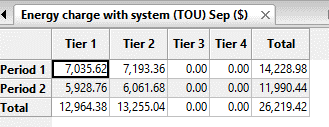 Energy charge with system (TOU) Sep ($)
Tier 1 Tier 2 Tier 3 Tier 4 Total
Period 1 7,035.62 7,193.36 0.00 0.00 14,228.98
Period 2 5,928.76 6,061.68 0.00 0.00 11,990.44
Total 12,964.38 13,255.04 0.00 0.00 26,219.42